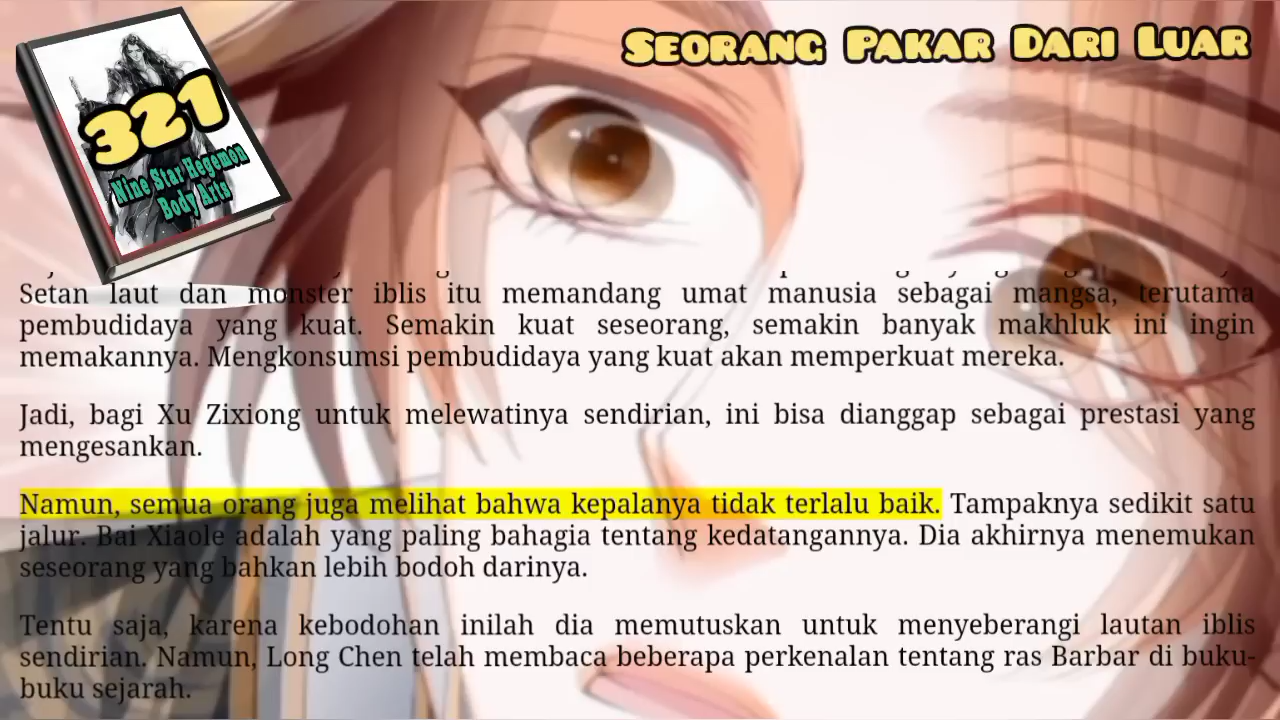 SEORANG PAKAR DARI LUAR
321
Nine Star Hegemon
Body Arts
Setan laut dan monster iblis itu memandang umat manusia sebagai mangsa, terutama
pembudidaya yang kuat. Semakin kuat seseorang, semakin banyak makhluk ini ingin
memakannya. Mengkonsumsi pembudidaya yang kuat akan memperkuat mereka.
Jadi, bagi Xu Zixiong untuk melewatinya sendirian, ini bisa dianggap sebagai prestasi yang
mengesankan.
Namun, semua orang juga melihat bahwa kepalanya tidak terlalu baik. Tampaknya sedikit satu
jalur. Bai Xiaole adalah yang paling bahagia tentang kedatangannya. Dia akhirnya menemukan
seseorang yang bahkan lebih bodoh darinya.
Tentu saja, karena kebodohan inilah dia memutuskan untuk menyeberangi lautan iblis
sendirian. Namun, Long Chen telah membaca beberapa perkenalan tentang ras Barbar di buku-
buku sejarah.